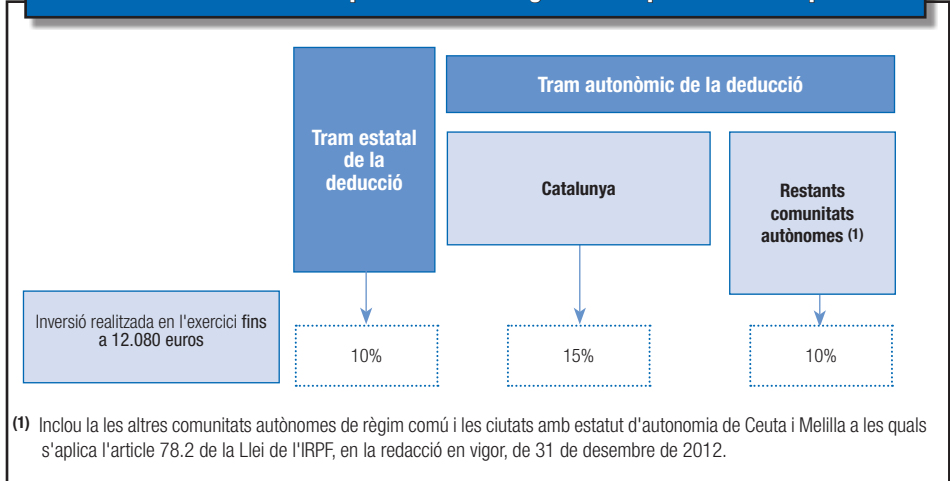 Tram autonòmic de la deducció
Tram estatal
de la
deducció
Catalunya
Restants
comunitats
autònomes (1)
Inversió realitzada en l'exercici fins
a 12.080 euros
10%
15%
10%
(1) Inclou la les altres comunitats autònomes de règim comú i les ciutats amb estatut d'autonomia de Ceuta i Melilla a les quals
s'aplica l'article 78.2 de la Llei de l'IRPF, en la redacció en vigor, de 31 de desembre de 2012.